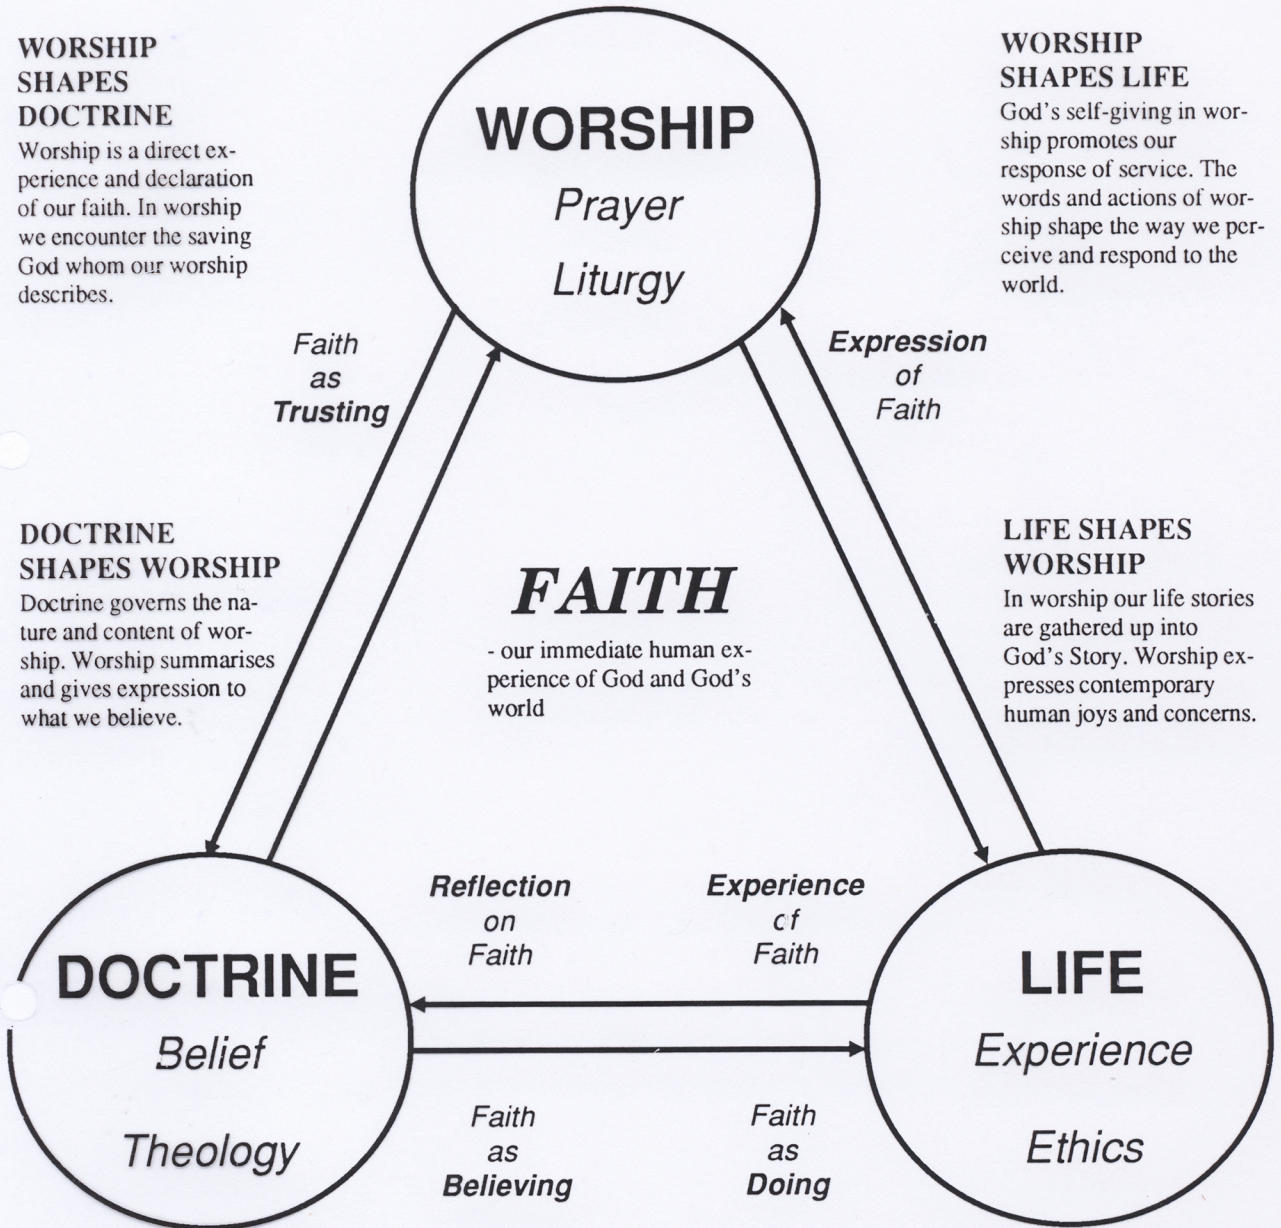 WORSHIP
SHAPES
DOCTRINE
Worship is a direct ex-
perience and declaration
of our faith. In worship
we encounter the saving
God whom our worship
describes.
WORSHIP
Prayer
Liturgy
WORSHIP
SHAPES LIFE
God's self-giving in wor-
ship promotes our
response of service. The
words and actions of wor-
ship shape the way we per-
ceive and respond to the
world.
Faith
as
Trusting
Expression
of
Faith
DOCTRINE
SHAPES WORSHIP
Doctrine governs the na-
ture and content of wor-
ship. Worship summarises
and gives expression to
what we believe.
FAITH
- our immediate human ex-
perience of God and God's
world
LIFE SHAPES
WORSHIP
In worship our life stories
are gathered up into
God's Story. Worship ex-
presses contemporary
human joys and concerns.
Reflection
on
Faith
Experience
of
Faith
DOCTRINE
Belief
Theology
LIFE
Experience
Ethics
Faith
as
Believing
Faith
as
Doing